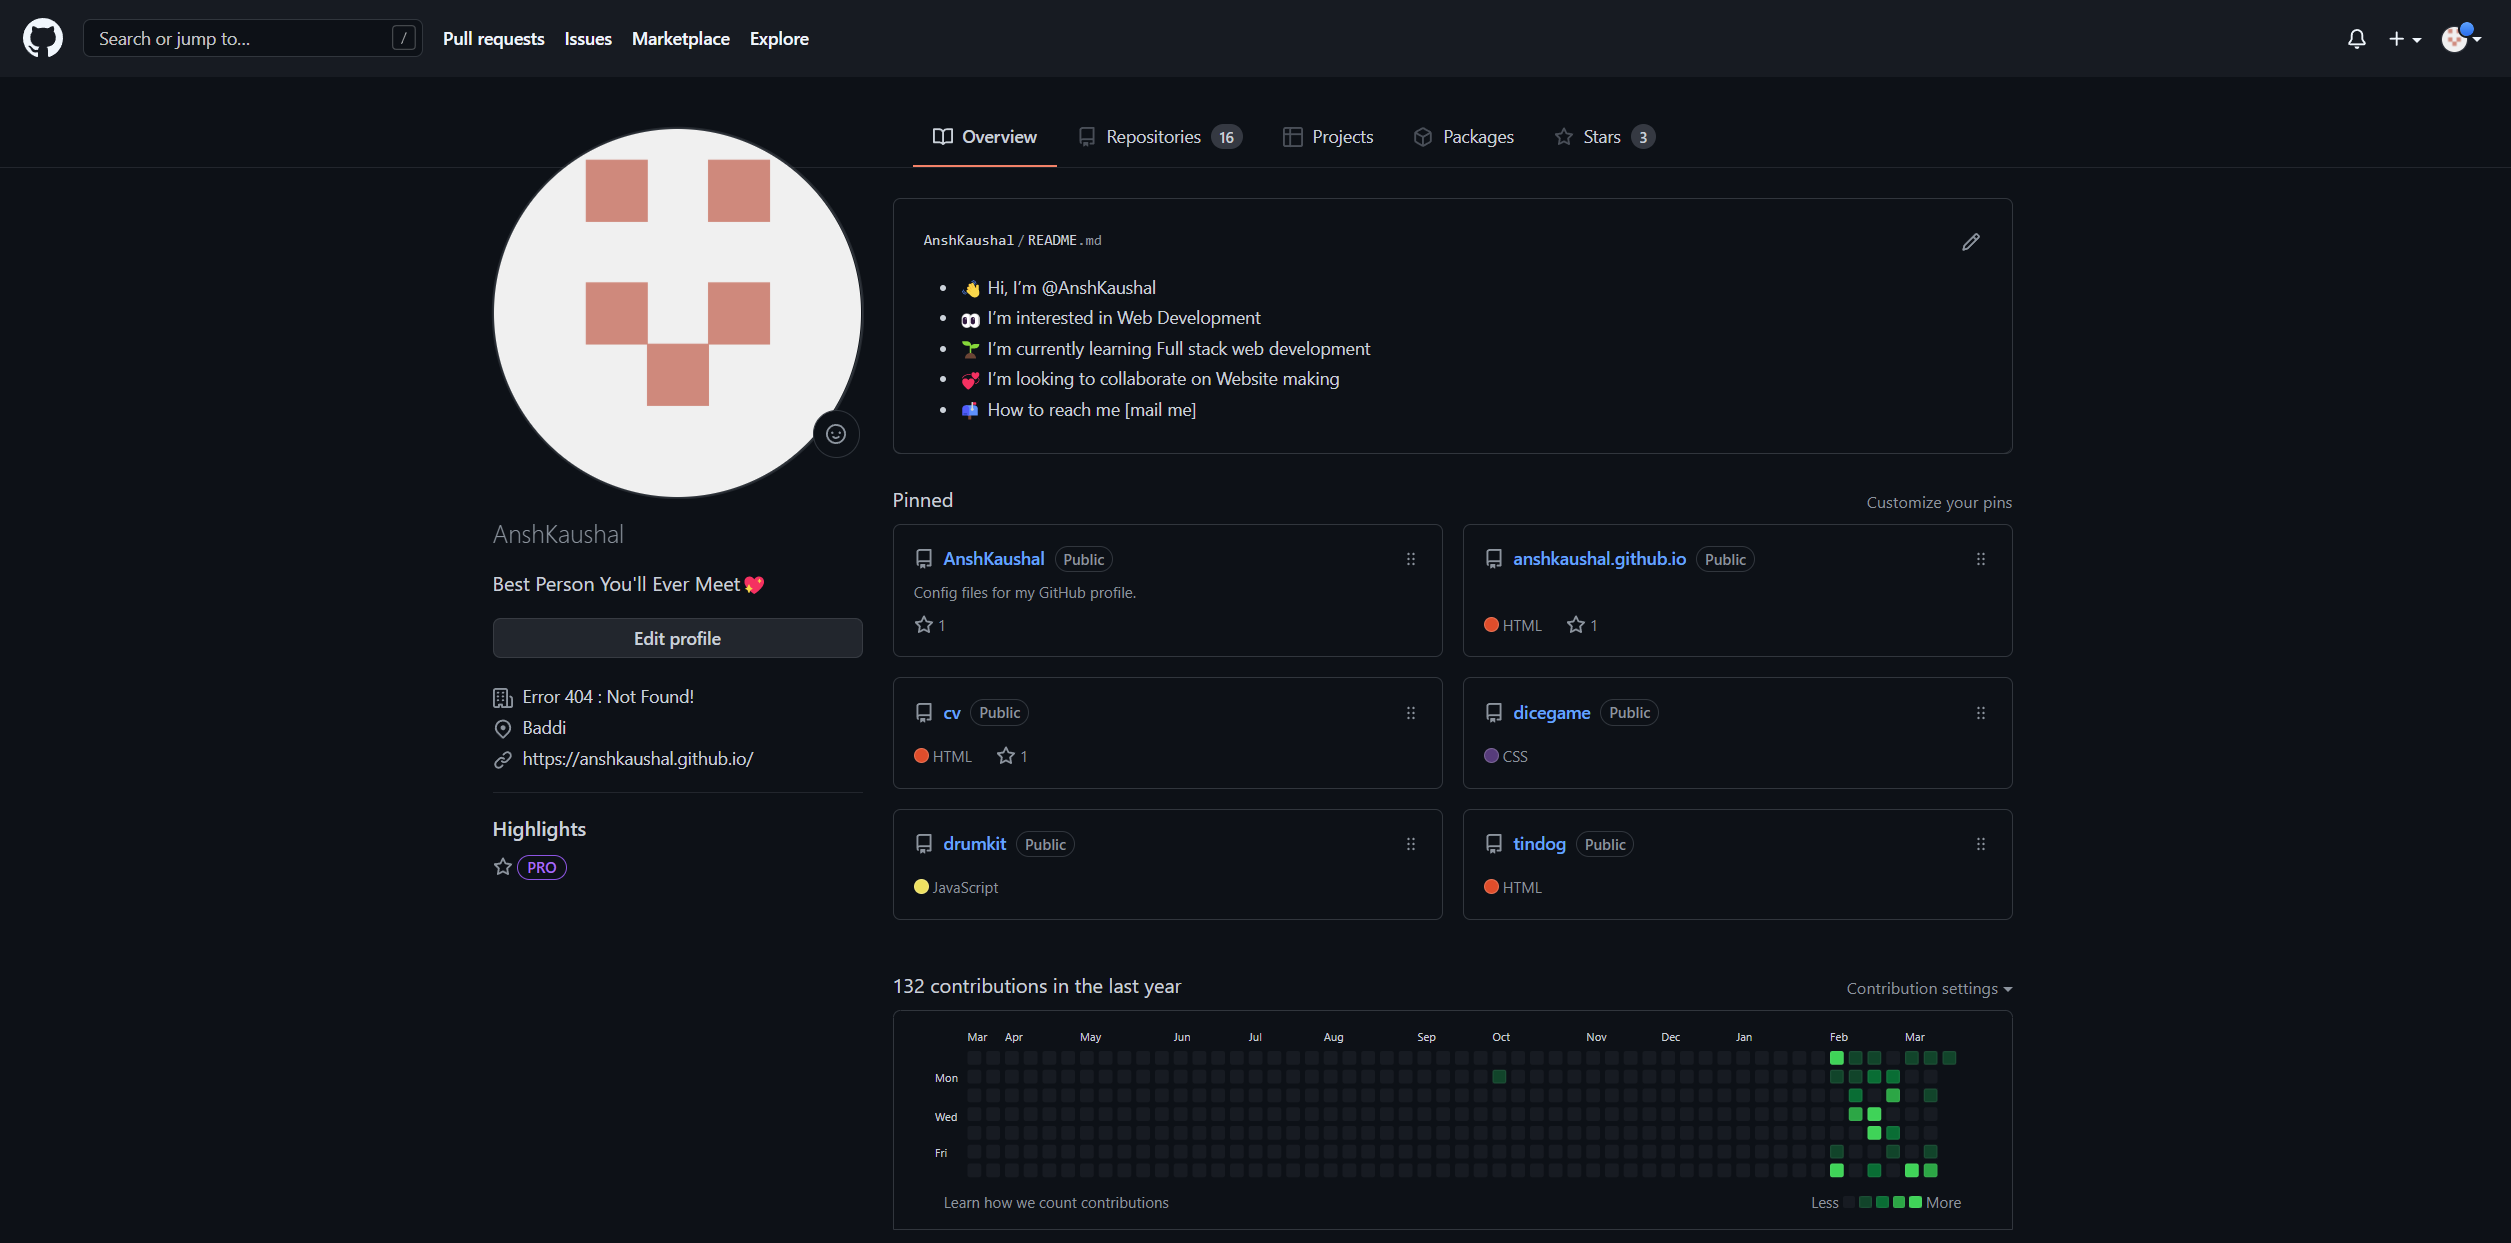 Search or jump to... / Pull requests Issues Marketplace Explore
Overview Repositories 16 Projects Packages Stars 3
AnshKaushal/README.md
👋 Hi, I’m @AnshKaushal
👀 I’m interested in Web Development
🌱 I’m currently learning Full stack web development
💞️ I’m looking to collaborate on Website making
📫 How to reach me [mail me]
AnshKaushal
Best Person You'll Ever Meet💖
Edit profile
Error 404 : Not Found!
Baddi
https://anshkaushal.github.io/
Highlights
PRO
Pinned
Customize your pins
AnshKaushal Public
Config files for my GitHub profile.
1
anshkaushal.github.io Public
HTML 1
cv Public
HTML 1
dicegame Public
CSS
drumkit Public
JavaScript
tindog Public
HTML
132 contributions in the last year
Contribution settings
Mar Apr May Jun Jul Aug Sep Oct Nov Dec Jan Feb Mar
Mon
Wed
Fri
Learn how we count contributions
Less More